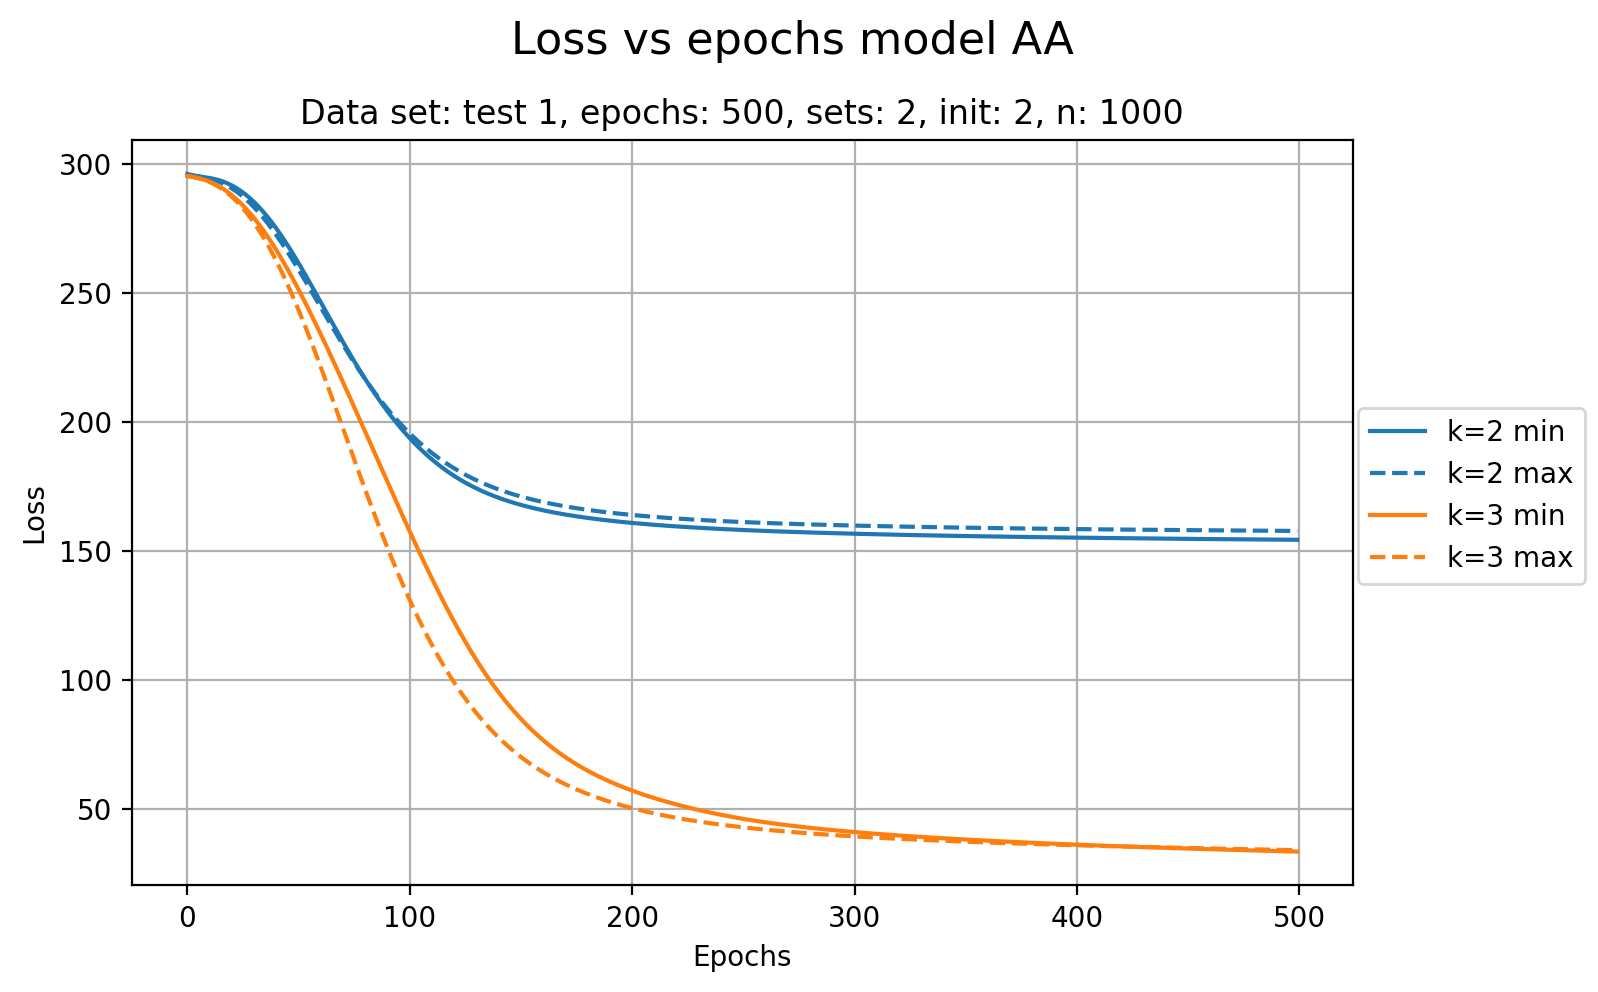 Loss vs epochs model AA
Data set: test 1, epochs: 500, sets: 2, init: 2, n: 1000
300
250
200
150
100
50
Loss
0 100 200 300 400 500
Epochs
k=2 min
k=2 max
k=3 min
k=3 max